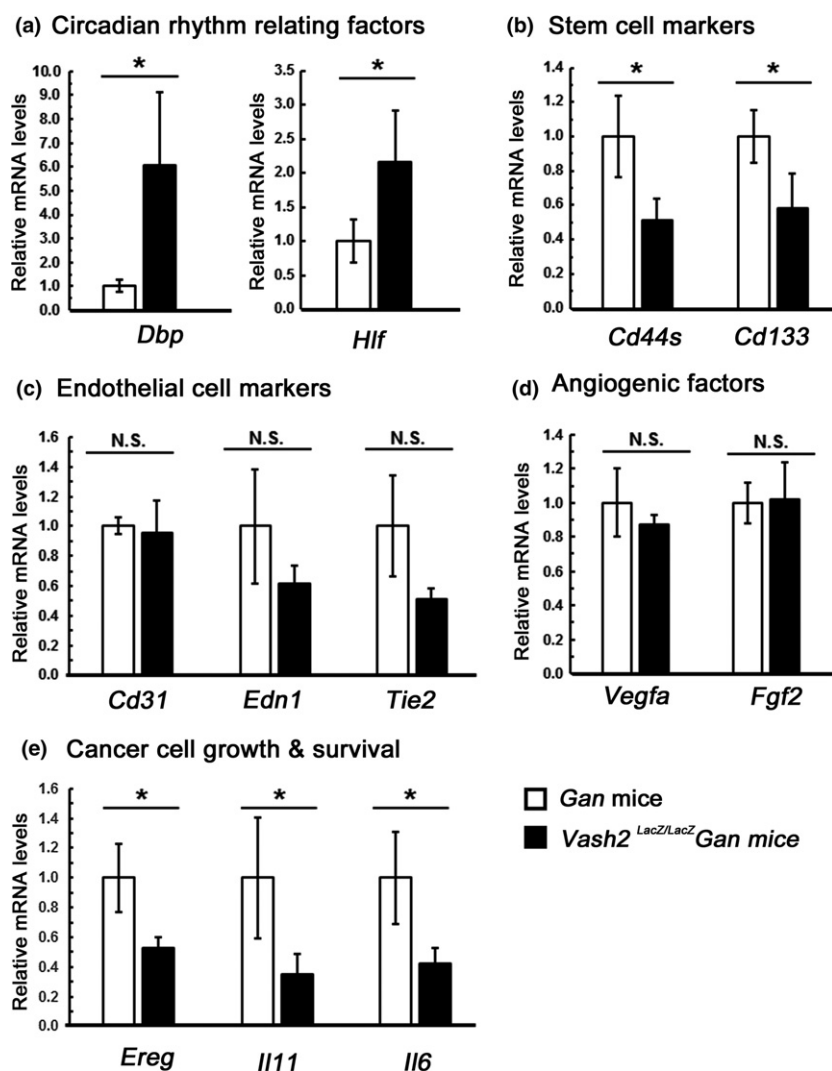 (a) Circadian rhythm relating factors
Relative mRNA levels
10.0
9.0
8.0
7.0
6.0
5.0
4.0
3.0
2.0
1.0
0.0
*
Dbp
Relative mRNA levels
3.5
3.0
2.5
2.0
1.5
1.0
0.5
0.0
*
Hlf
(b) Stem cell markers
Relative mRNA levels
1.4
1.2
1.0
0.8
0.6
0.4
0.2
0.0
* *
Cd44s Cd133
(c) Endothelial cell markers
Relative mRNA levels
1.6
1.4
1.2
1.0
0.8
0.6
0.4
0.2
0.0
N.S. N.S. N.S.
Cd31 Edn1 Tie2
(d) Angiogenic factors
Relative mRNA levels
1.6
1.4
1.2
1.0
0.8
0.6
0.4
0.2
0.0
N.S. N.S.
Vegfa Fgf2
(e) Cancer cell growth & survival
Relative mRNA levels
1.6
1.4
1.2
1.0
0.8
0.6
0.4
0.2
0.0
* * *
Ereg Il11 Il6
Gan mice
Vash2 LacZ/LacZ Gan mice